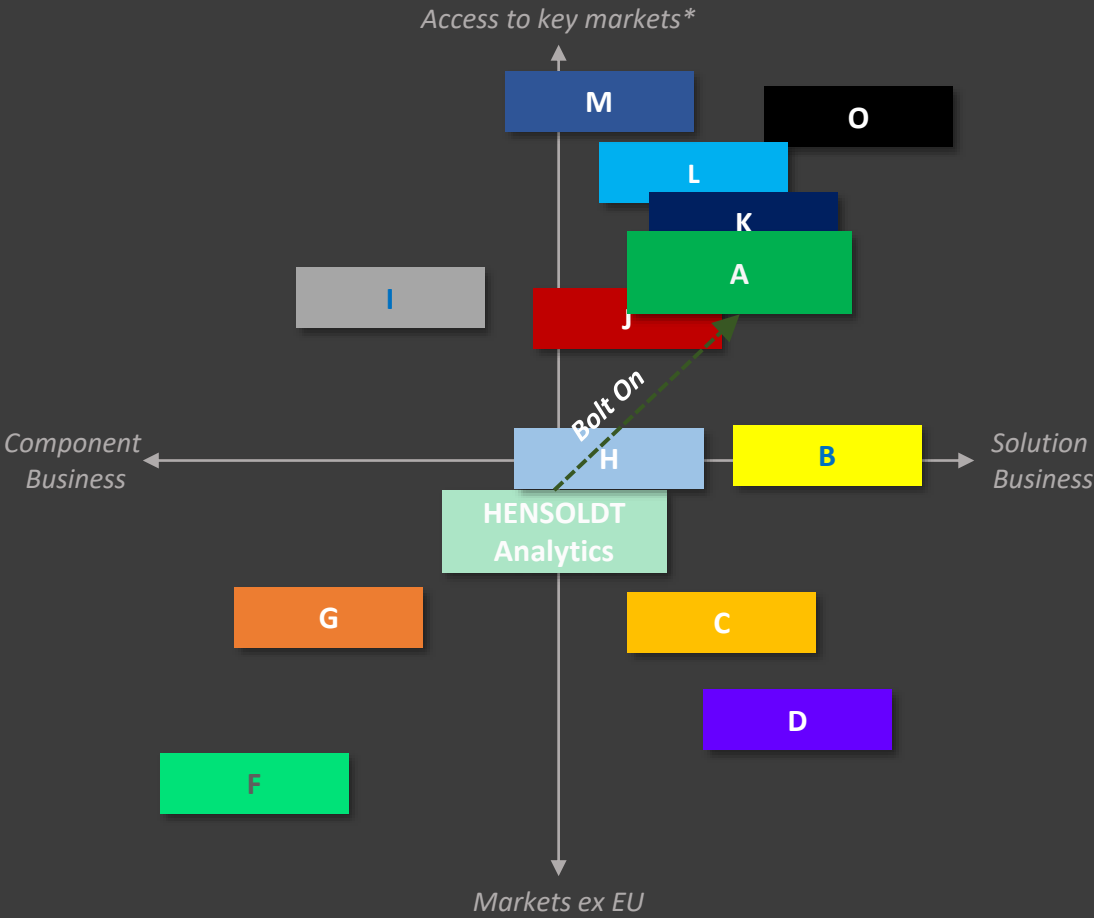 Access to key markets*
M
O
L
K
A
I
J
Bolt On
Component
Business
H
B
Solution
Business
HENSOLDT
Analytics
G
C
D
F
Markets ex EU